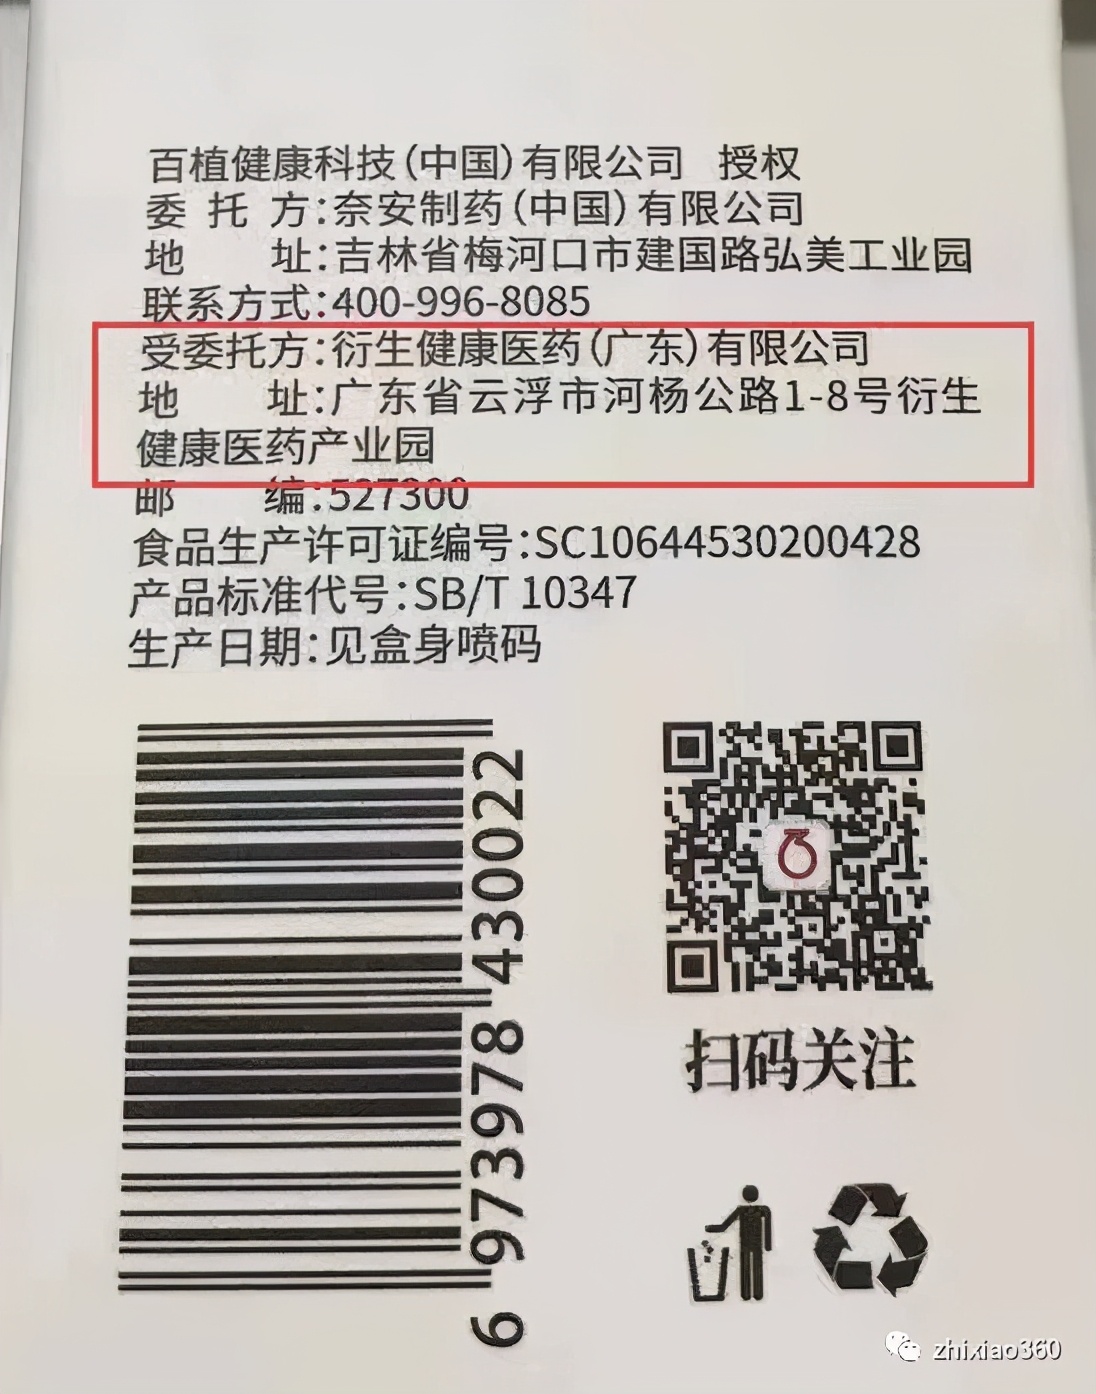 百植健康科技(中国)有限公司 授权
委托方:奈安制药(中国)有限公司
地址:吉林省梅河口市建国路弘美工业园
联系方式:400-996-8085
受委托方:衍生健康医药(广东)有限公司
地址:广东省云浮市河杨公路1-8号衍生
健康医药产业园
邮编:527300
食品生产许可证编号:SC10644530200428
产品标准代号:SB/T 10347
生产日期:见盒身喷码
6 973978 430022
扫码关注
zhixiao360